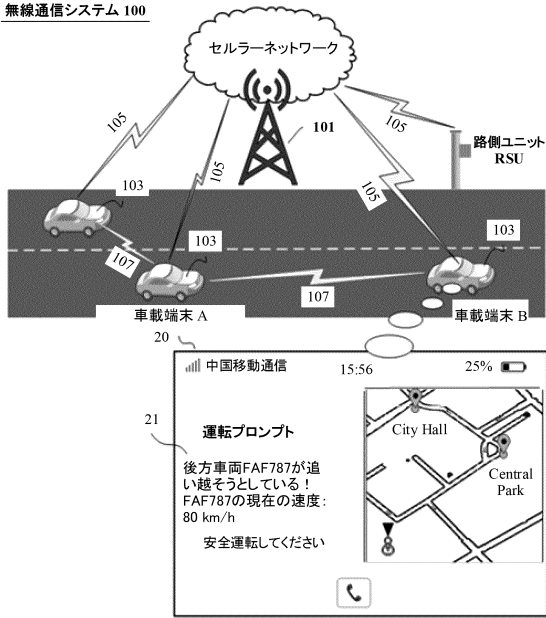 無線通信システム 100
セルラーネットワーク
105
105
101
105
105
路側ユニット
RSU
103
103
103
107
107
車載端末 A
車載端末 B
20
中国移動通信
15:56
25%
21
運転プロンプト
後方車両FAF787が追
い越そうとしている！
FAF787の現在の速度：
80 km/h
安全運転してください
City Hall
Central
Park